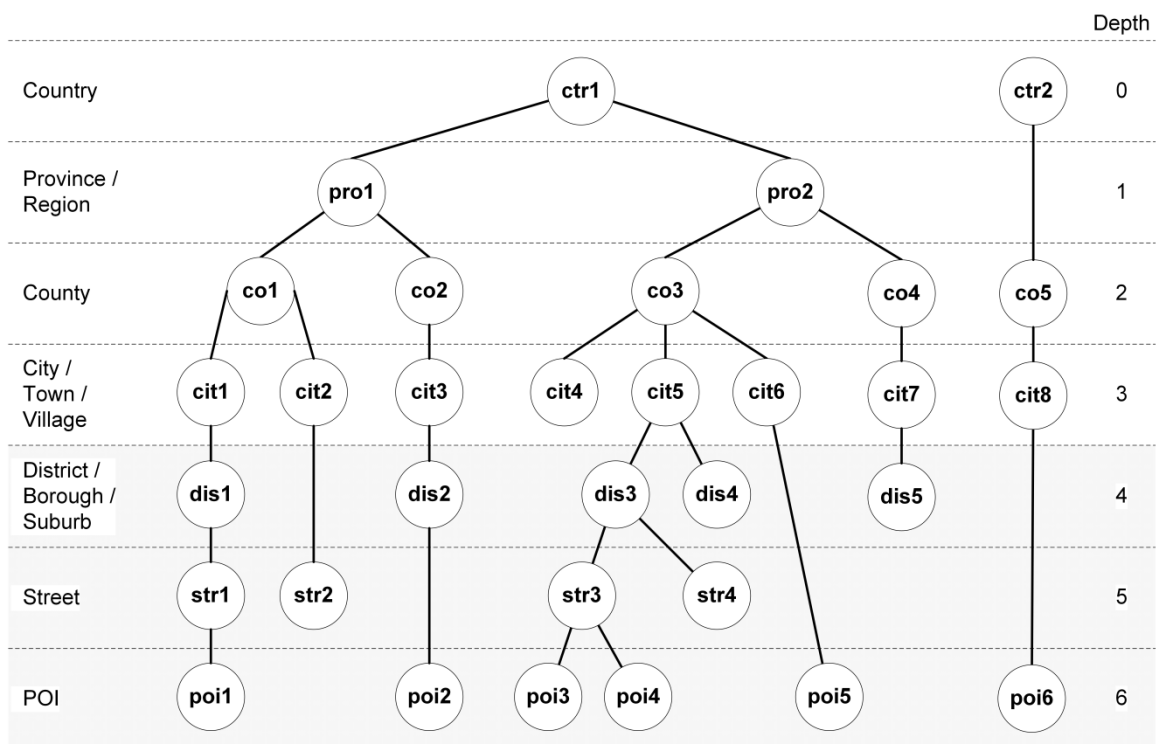 Depth
Country
ctr1
ctr2
0
Province /
Region
pro1
pro2
1
County
co1
co2
co3
co4
co5
2
City /
Town /
Village
cit1
cit2
cit3
cit4
cit5
cit6
cit7
cit8
3
District /
Borough /
Suburb
dis1
dis2
dis3
dis4
dis5
4
Street
str1
str2
str3
str4
5
POI
poi1
poi2
poi3
poi4
poi5
poi6
6